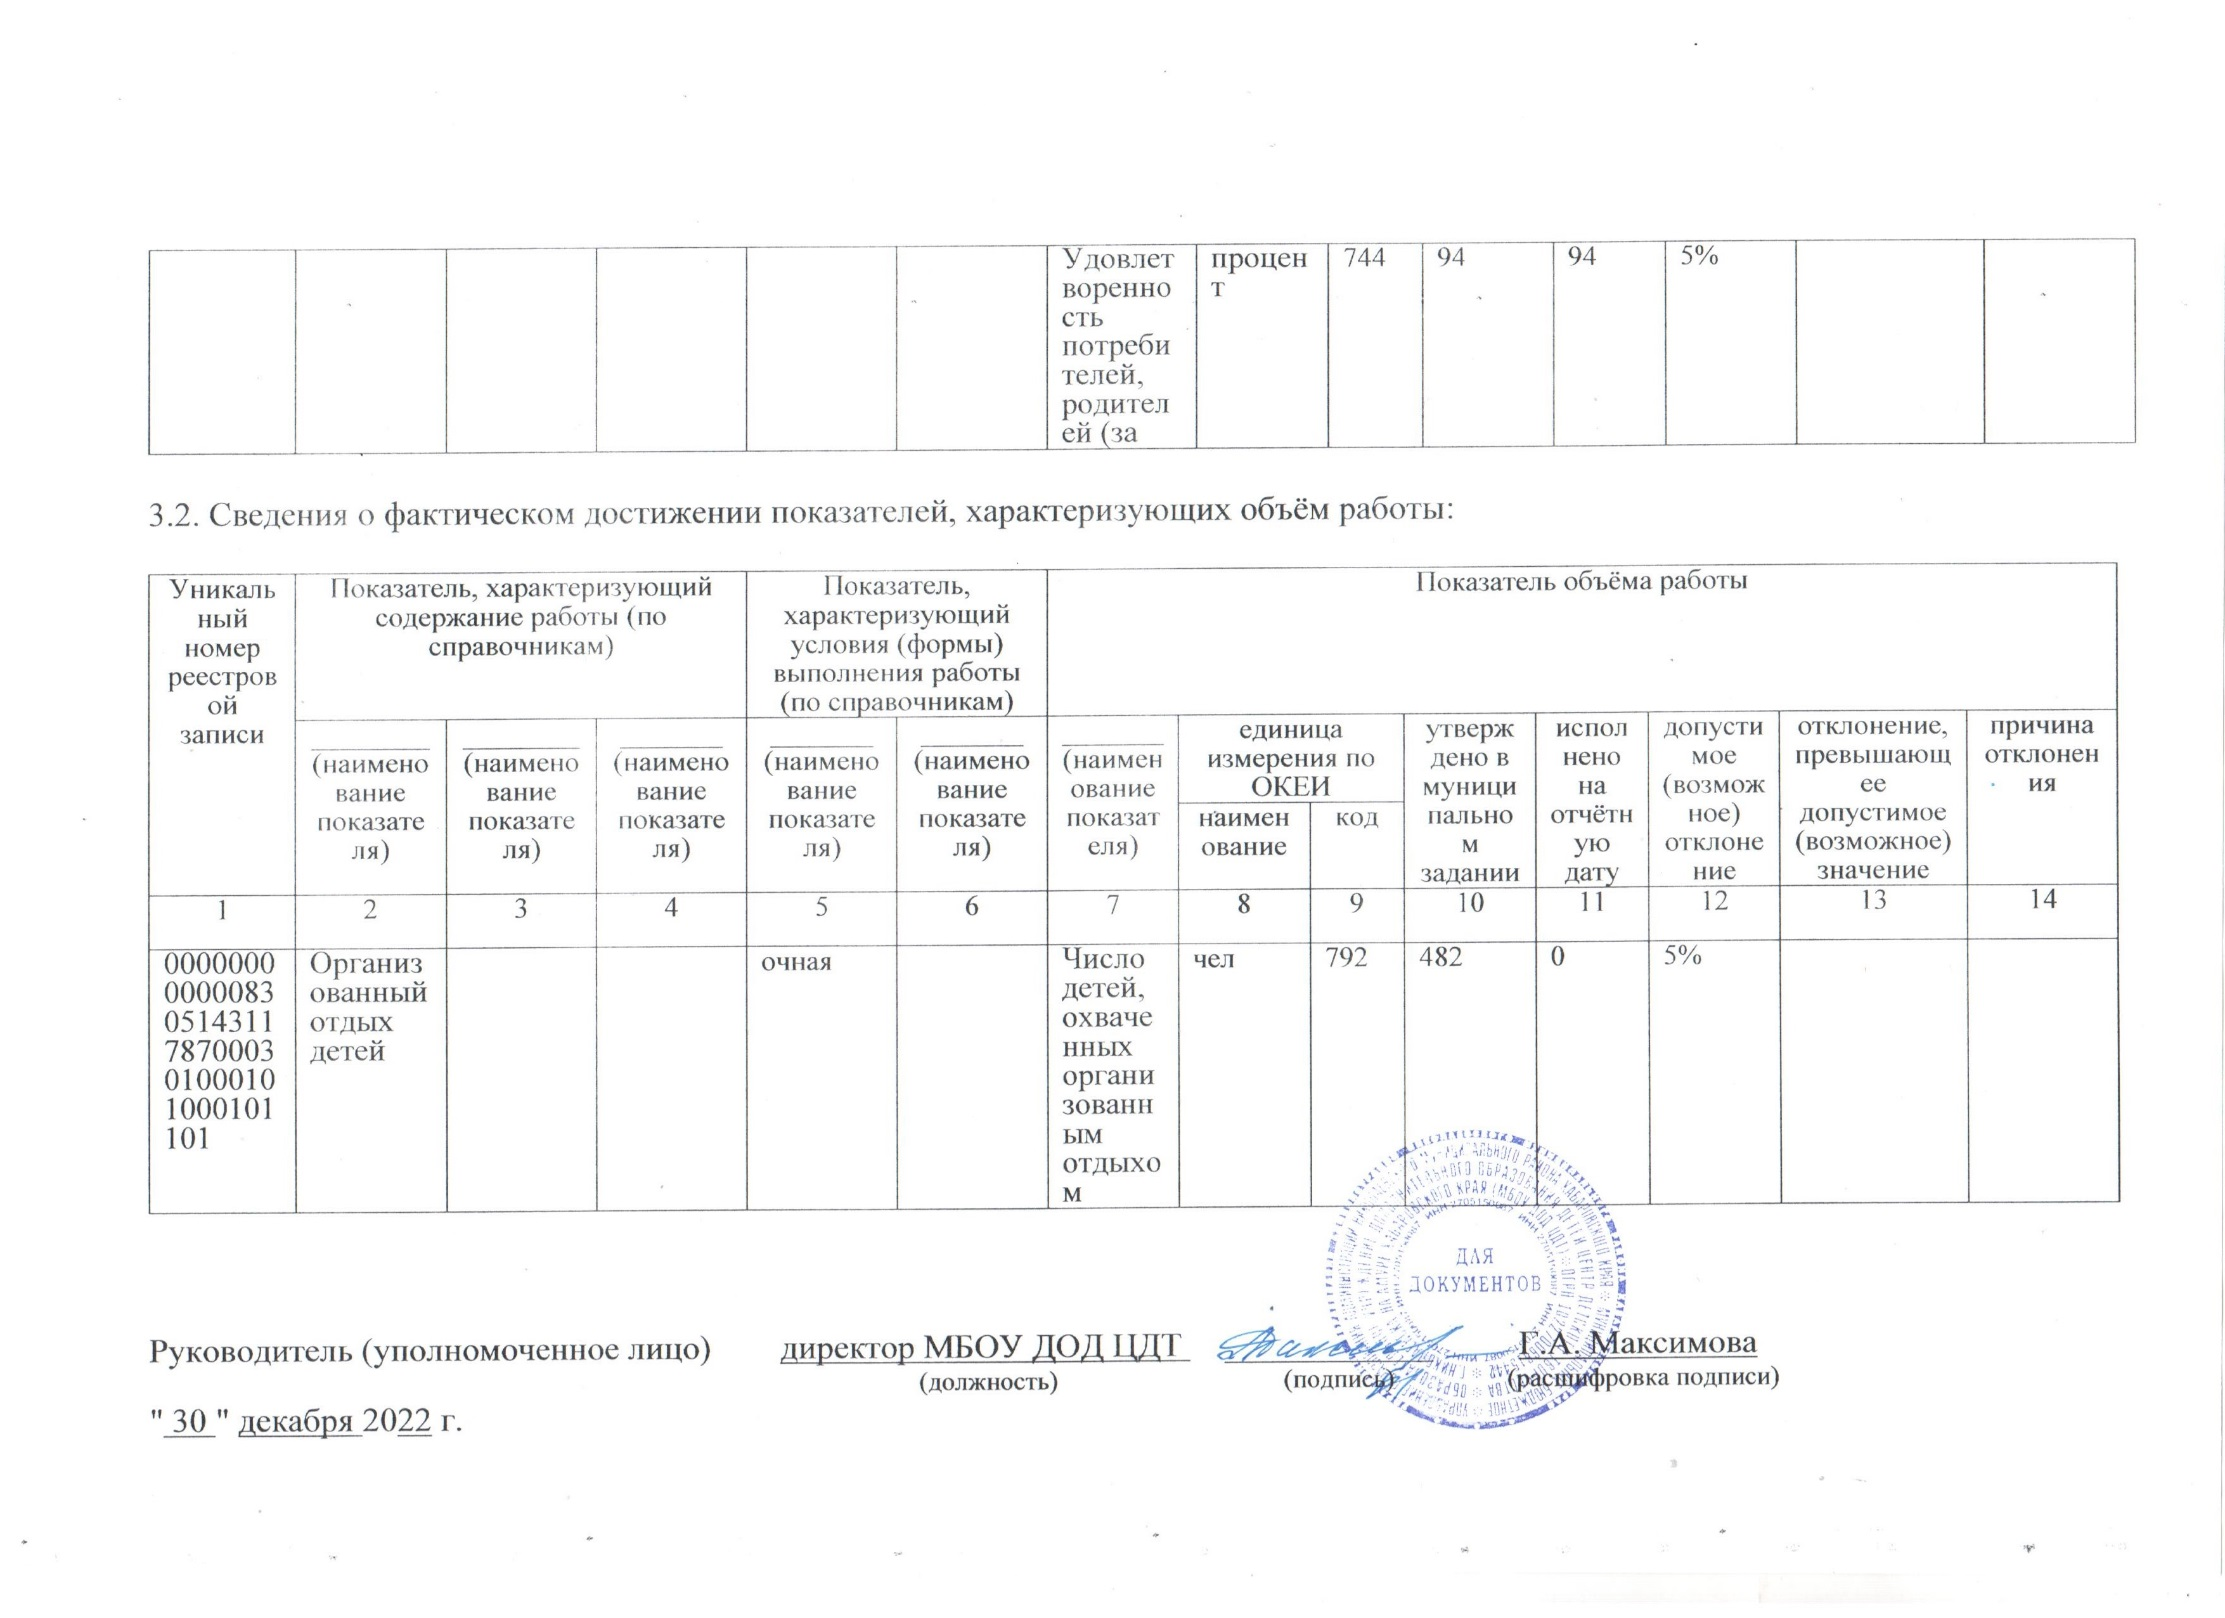 Удовлет
воренно
сть
потреби
телей,
родител
ей (за
процен
т
744
94
94
5%
3.2. Сведения о фактическом достижении показателей, характеризующих объём работы:
Уникаль
ный
номер
реестров
ой
записи
Показатель, характеризующий
содержание работы (по
справочникам)
Показатель,
характеризующий
условия (формы)
выполнения работы
(по справочникам)
Показатель объёма работы
(наимено
вание
показате
ля)
(наимено
вание
показате
ля)
(наимено
вание
показате
ля)
(наимено
вание
показате
ля)
(наимено
вание
показате
ля)
(наимен
ование
показат
еля)
единица
измерения по
ОКЕИ
наимен
ование
код
утверж
дено в
муници
пально
м
задании
испол
нено
на
отчётн
ую
дату
допусти
мое
(возмож
ное)
отклоне
ние
отклонение,
превышающ
ее
допустимое
(возможное)
значение
причина
отклонен
ия
1 2 3 4 5 6 7 8 9 10 11 12 13 14
0000000
0000083
0514311
7870003
0100010
1000101
101
Организ
ованный
отдых
детей
очная
Число
детей,
охваче
нных
органи
зованн
ым
отдыхо
м
чел
792
482
0
5%
ДЛЯ
ДОКУМЕНТОВ
Руководитель (уполномоченное лицо) директор МБОУ ДОД ЦДТ Г.А. Максимова
(должность) (подпись) (расшифровка подписи)
" 30 " декабря 2022 г.